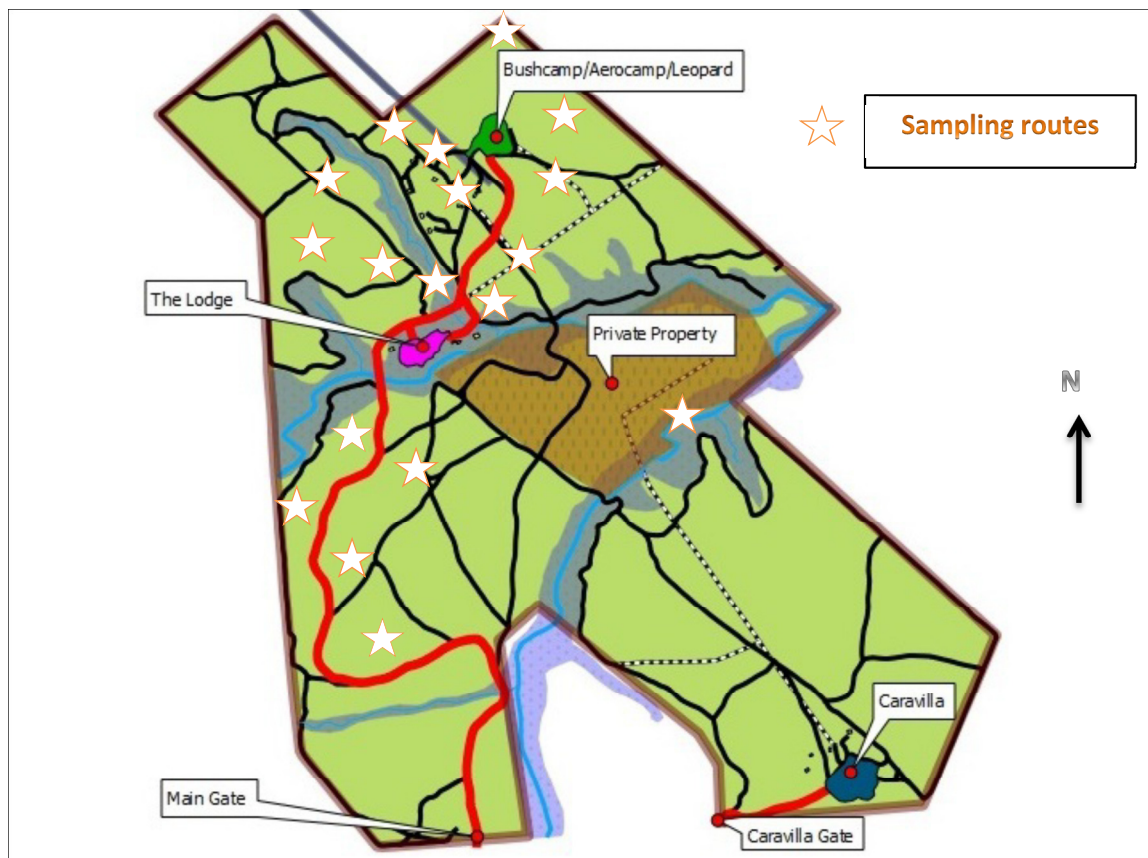 Bushcamp/Aerocamp/Leopard
Sampling routes
The Lodge
Private Property
N
Caravilla
Main Gate
Caravilla Gate